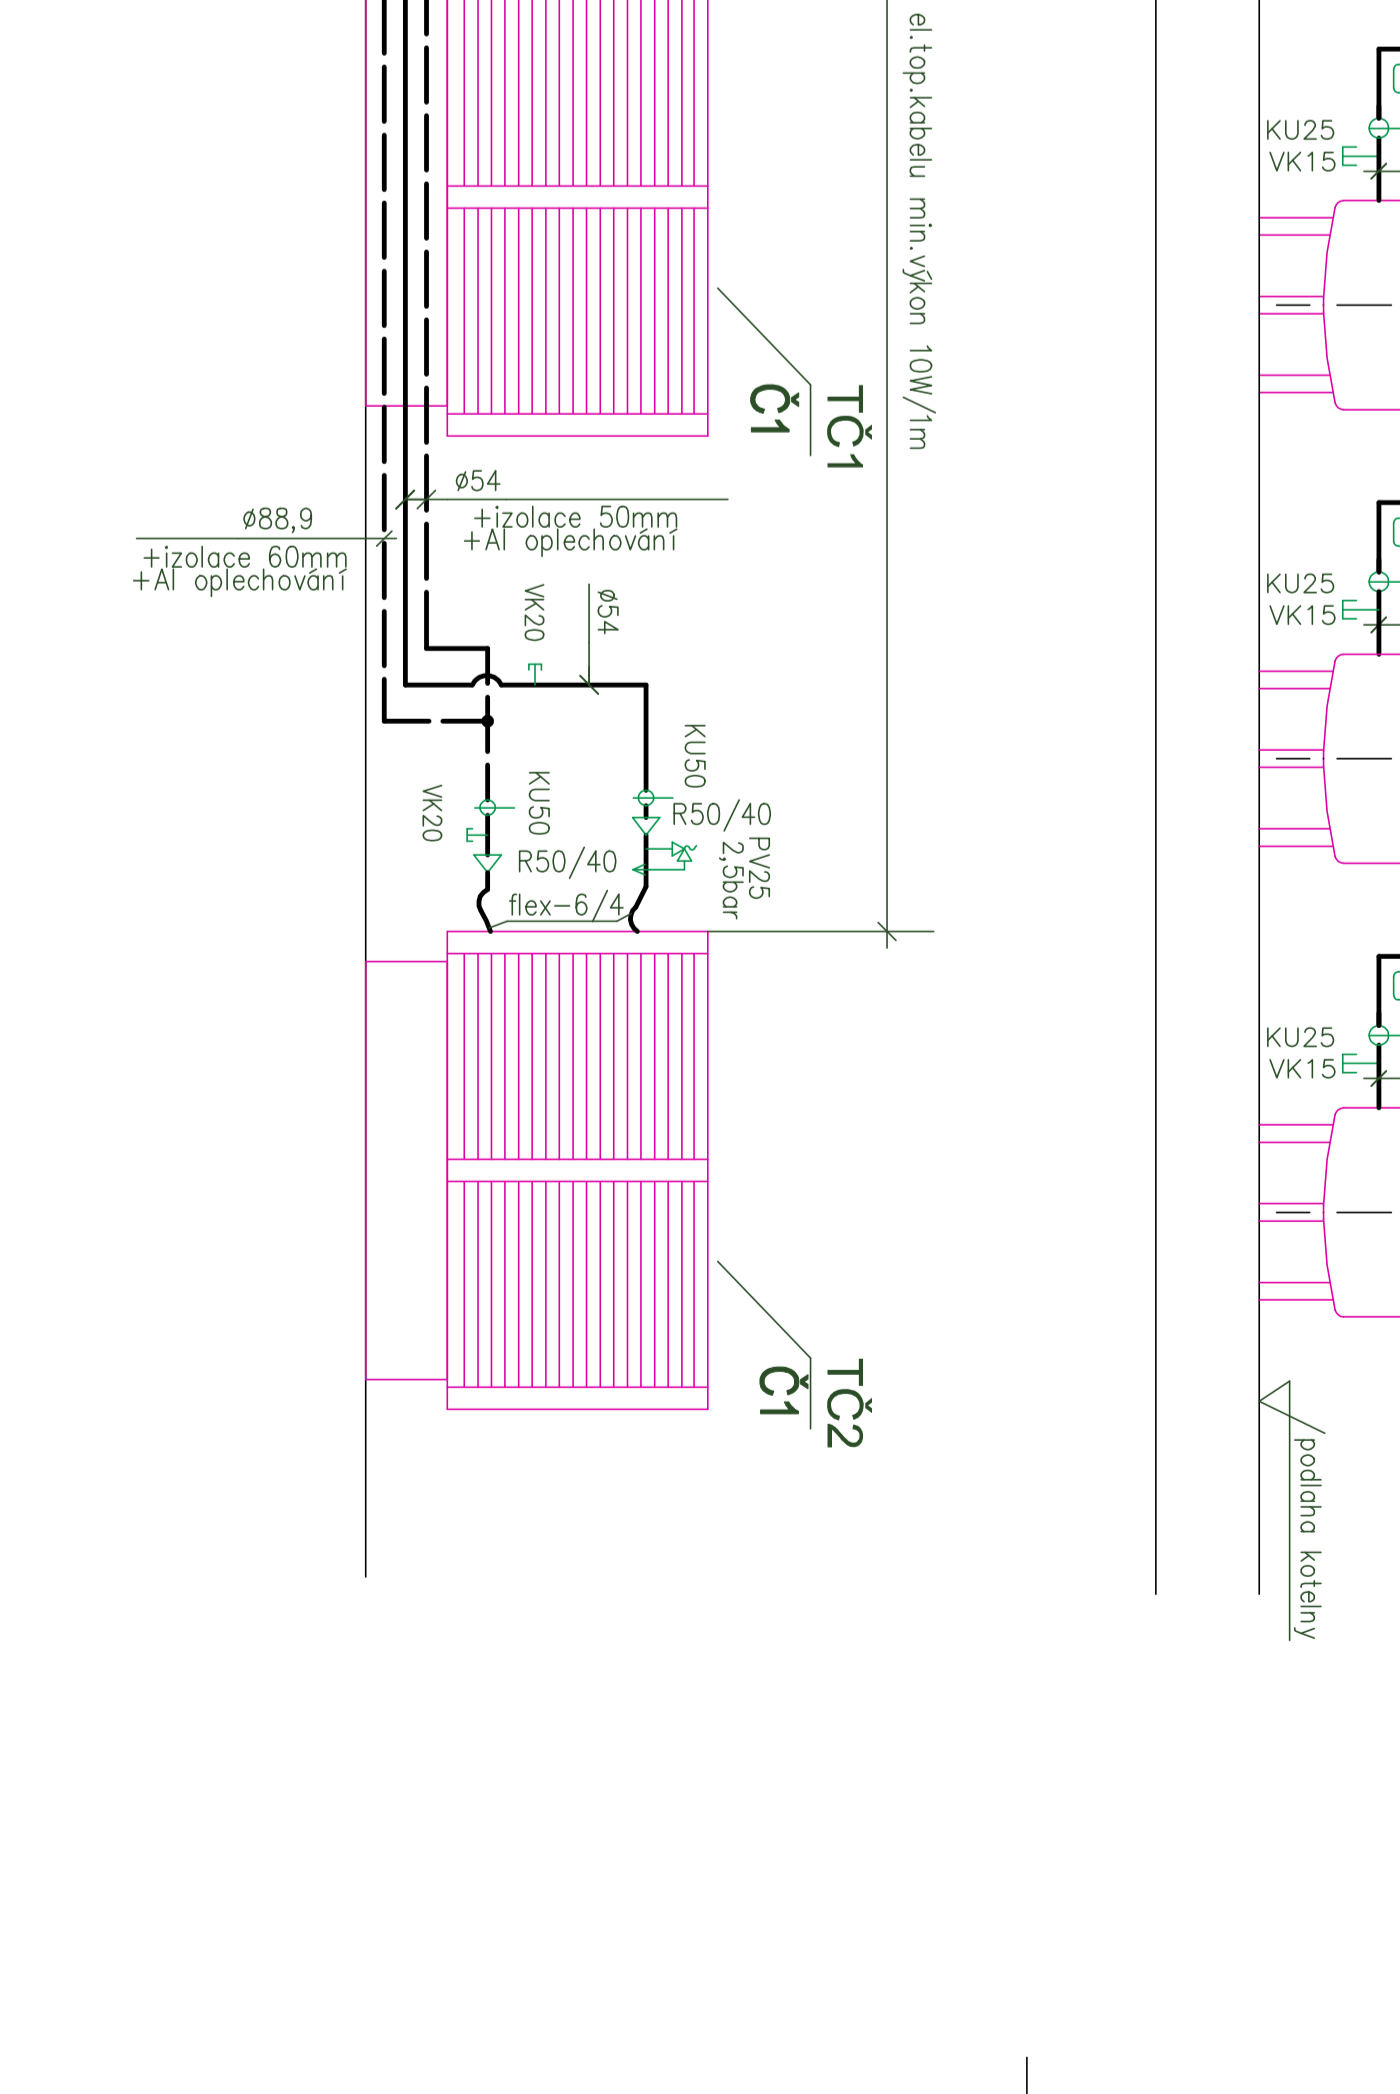 el.top.kabelu min.výkon 10W/1m
KU25
VK15
TČ1
Č1
ø54
+izolace 50mm
+Al oplechování
ø88,9
+izolace 60mm
+Al oplechování
VK20
ø54
KU25
VK15
KU50
R50/40
PV25
2,5bar
KU50
VK20
R50/40
flex-6/4
KU25
VK15
TČ2
Č1
podlaha kotelny